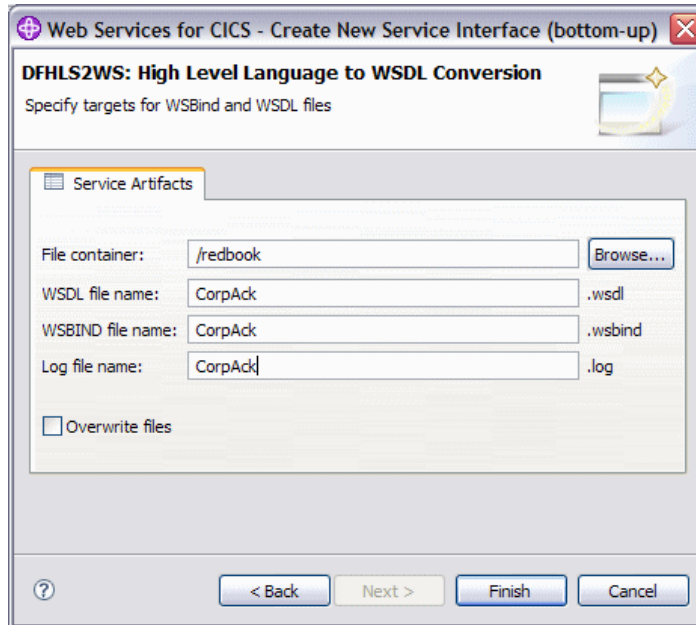 Web Services for CICS - Create New Service Interface (bottom-up)
DFHLS2WS: High Level Language to WSDL Conversion
Specify targets for WSBind and WSDL files
Service Artifacts
File container: /redbook Browse...
WSDL file name: CorpAck .wsdl
WSBIND file name: CorpAck .wsbind
Log file name: CorpAck .log
Overwrite files
? < Back Next > Finish Cancel